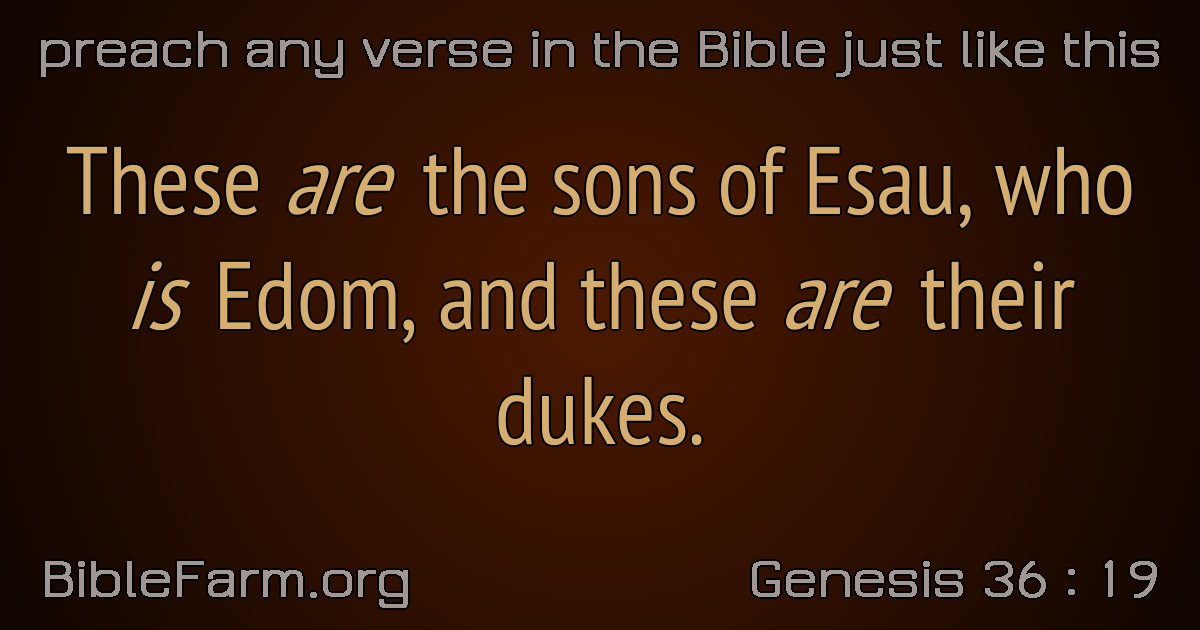 preach any verse in the Bible just like this
These are the sons of Esau, who
is Edom, and these are their
dukes.
BibleFarm.org
Genesis 36 : 19